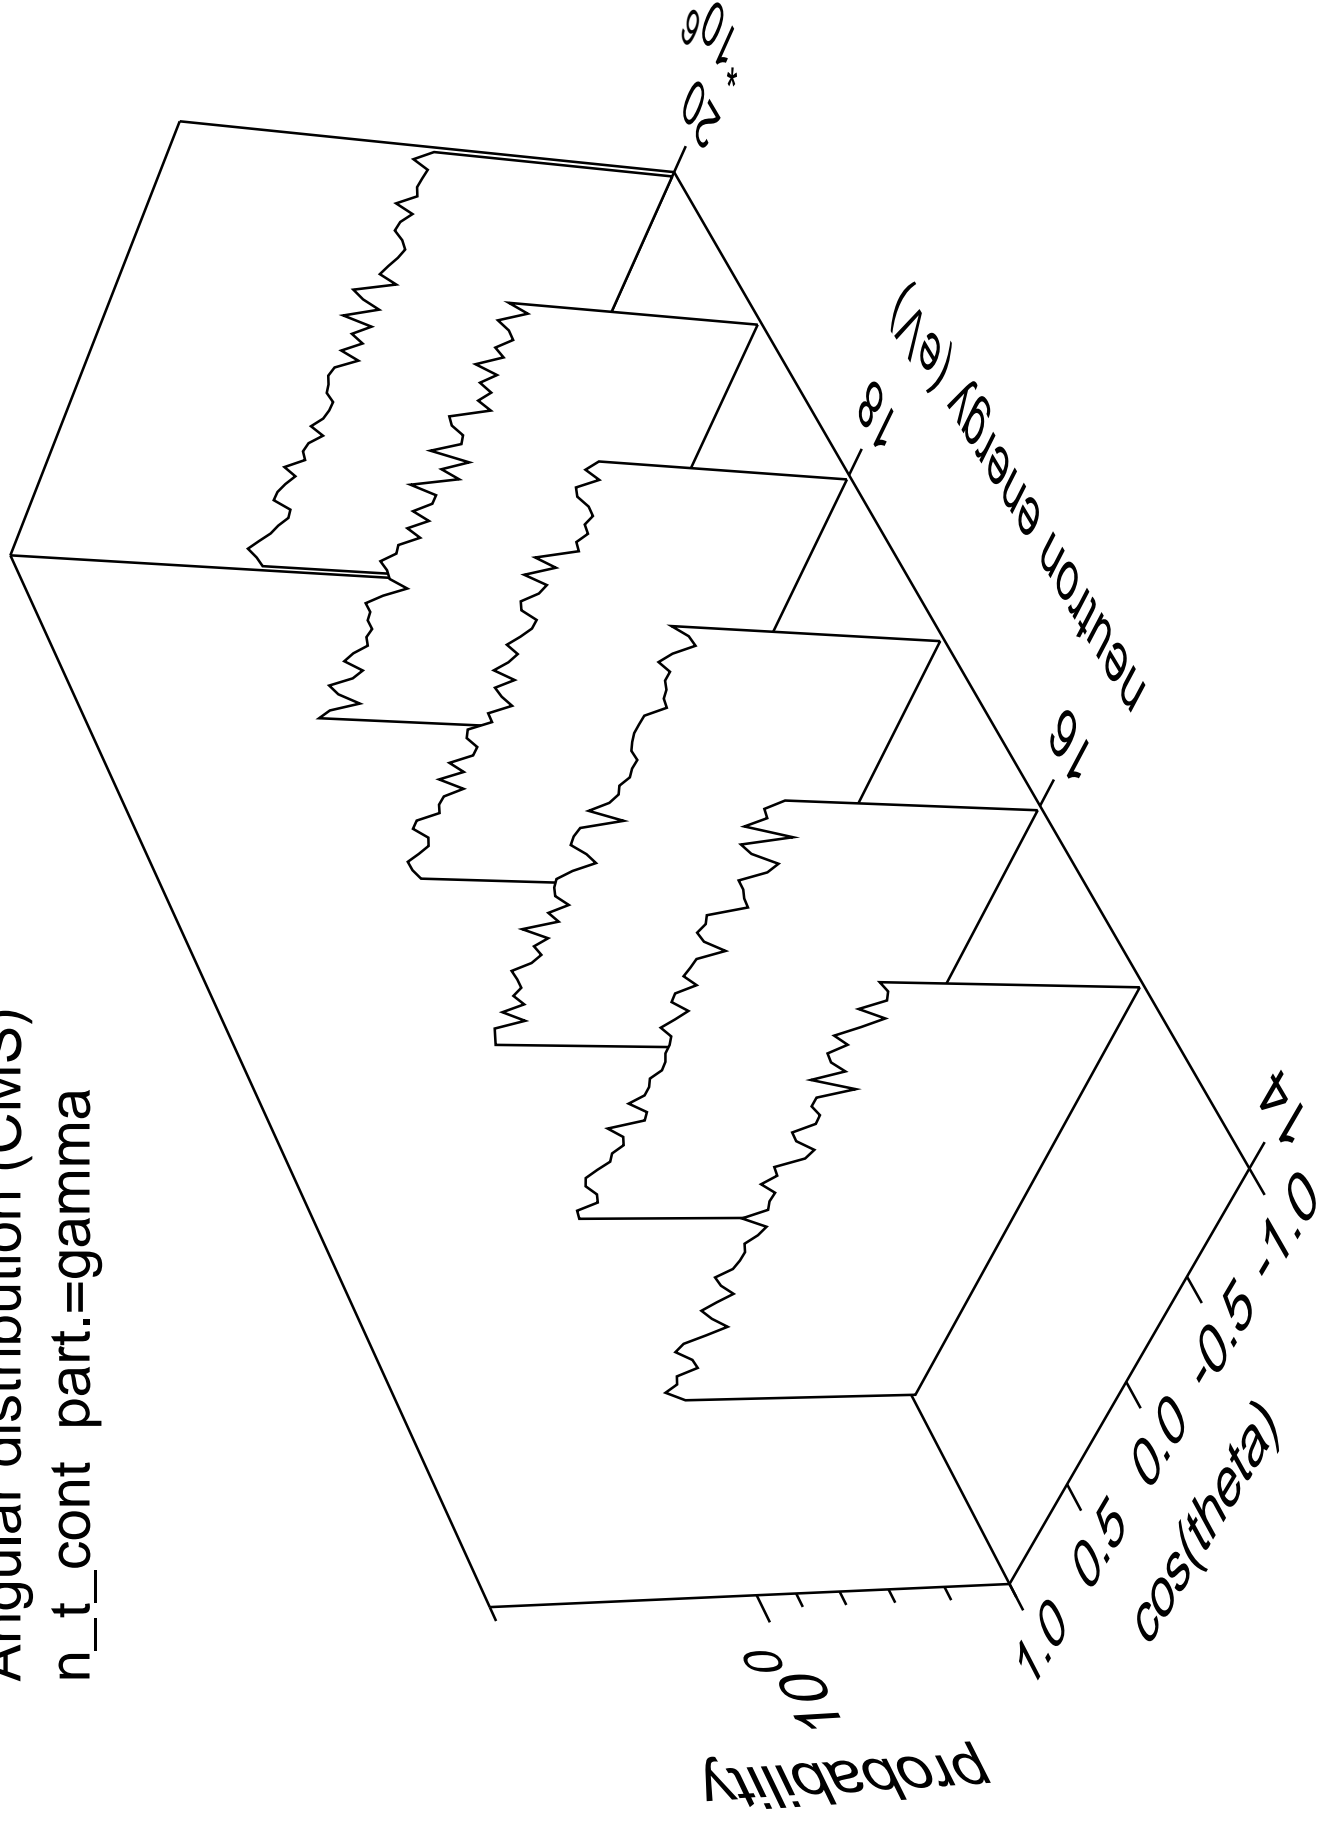 Angular distribution (CMS)
n_t_cont part.=gamma
probability
10^0
1.0 0.5 0.0 -0.5 -1.0
cos(theta)
14 16 18 20
* 10^6
neutron energy (eV)